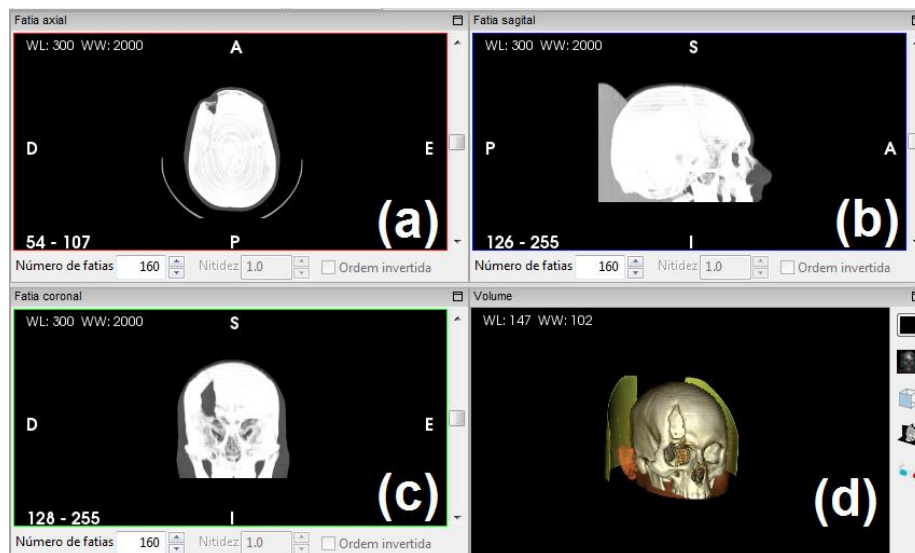 Fatia axial
WL: 300 WW: 2000
A
D
E
54 - 107
P
(a)
Número de fatias 160 Nitidez 1.0 Ordem invertida
Fatia sagital
WL: 300 WW: 2000
S
P
A
126 - 255
I
(b)
Número de fatias 160 Nitidez 1.0 Ordem invertida
Fatia coronal
WL: 300 WW: 2000
S
D
E
128 - 255
I
(c)
Número de fatias 160 Nitidez 1.0 Ordem invertida
Volume
WL: 147 WW: 102
(d)